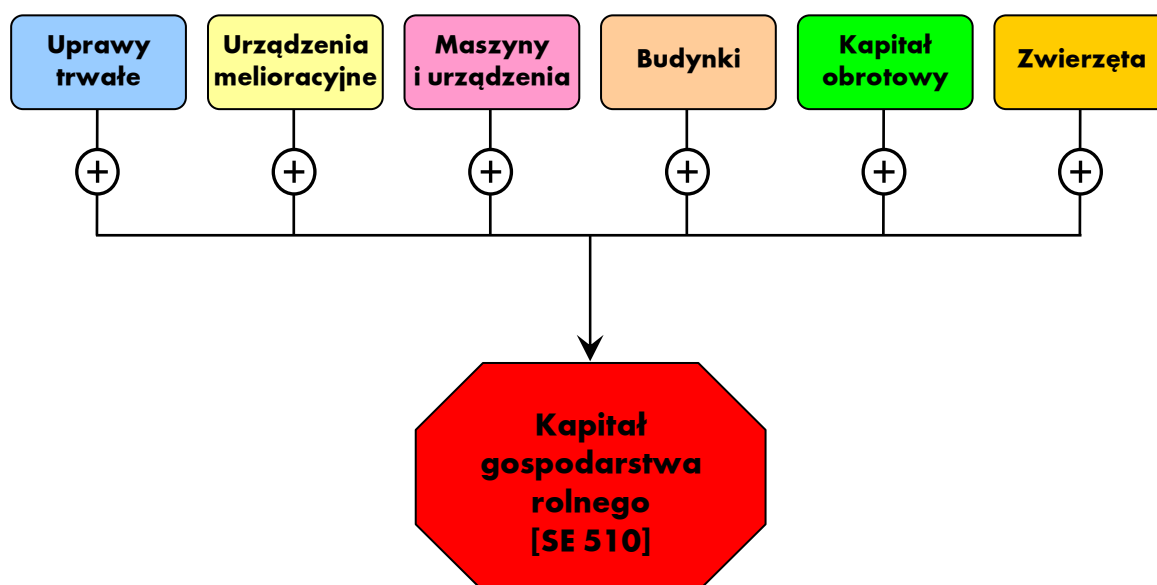 Uprawy
trwałe
Urządzenia
melioracyjne
Maszyny
i urządzenia
Budynki
Kapitał
obrotowy
Zwierzęta
+
+
+
+
+
+
Kapitał
gospodarstwa
rolnego
[SE 510]